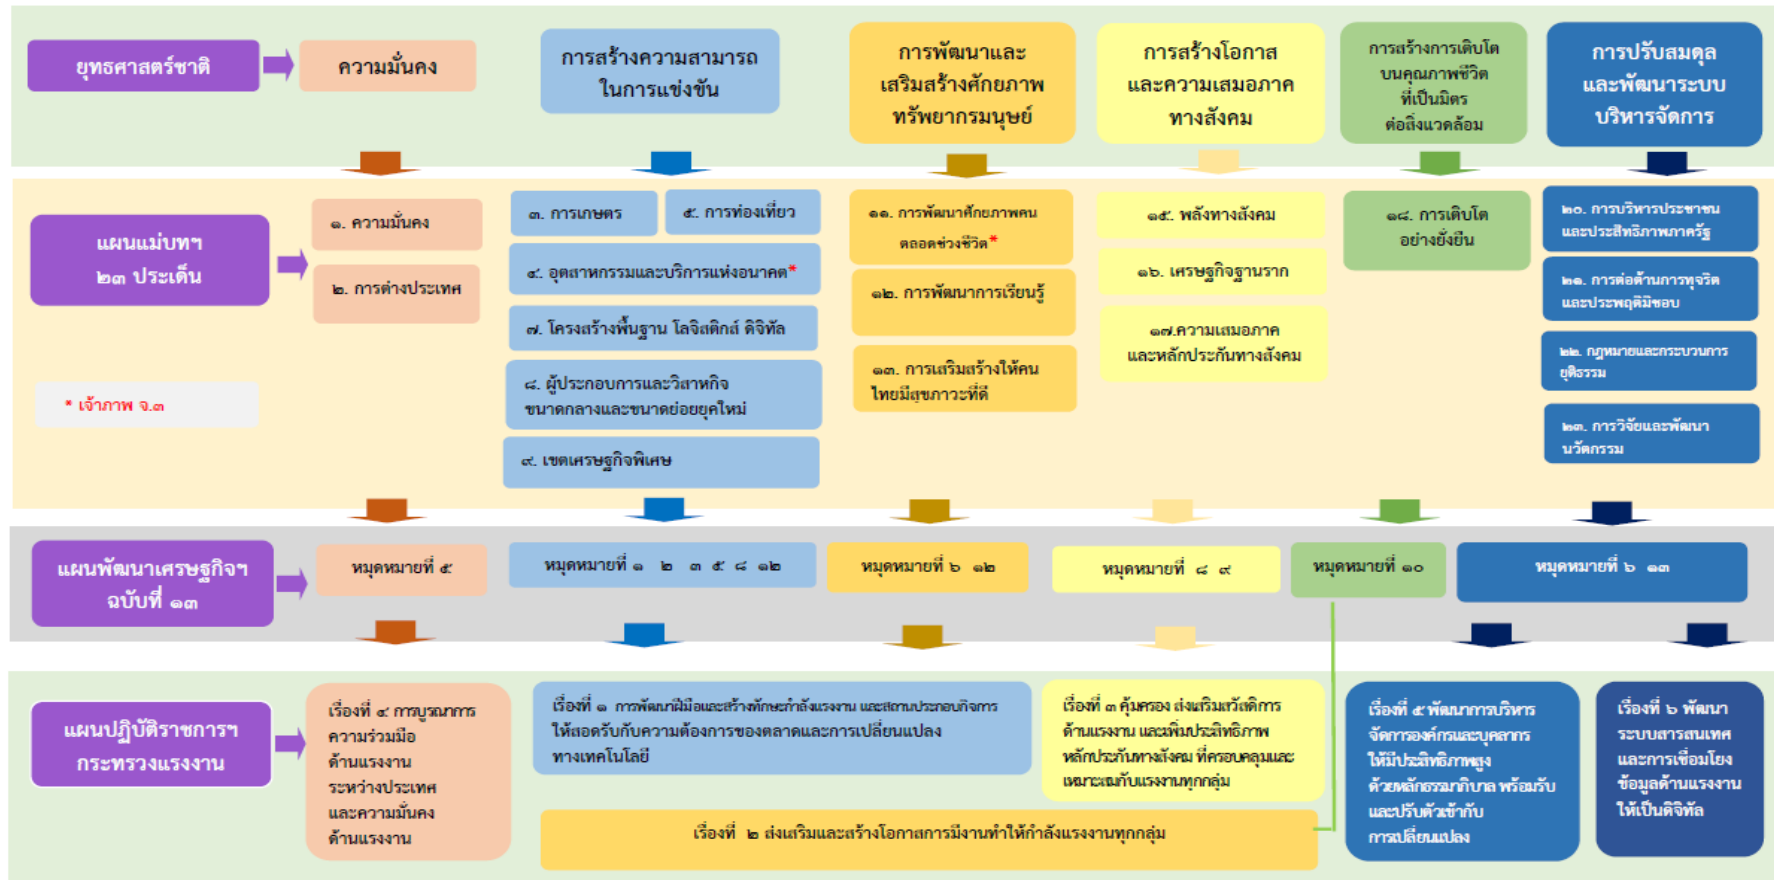 ยุทธศาสตร์ชาติ
ความมั่นคง
การสร้างความสามารถ
ในการแข่งขัน
การพัฒนาและ
เสริมสร้างศักยภาพ
ทรัพยากรมนุษย์
การสร้างโอกาส
และความเสมอภาค
ทางสังคม
การสร้างการเติบโต
บนคุณภาพชีวิต
ที่เป็นมิตร
ต่อสิ่งแวดล้อม
การปรับสมดุล
และพัฒนาระบบ
บริหารจัดการ
แผนแม่บทฯ
๒๓ ประเด็น
* เจ้าภาพ จ.๓
๑. ความมั่นคง
๒. การต่างประเทศ
๓. การเกษตร
๕. การท่องเที่ยว
๔. อุตสาหกรรมและบริการแห่งอนาคต*
๗. โครงสร้างพื้นฐาน โลจิสติกส์ ดิจิทัล
๘. ผู้ประกอบการและวิสาหกิจ
ขนาดกลางและขนาดย่อยยุคใหม่
๙. เขตเศรษฐกิจพิเศษ
๑๑. การพัฒนาศักยภาพคน
ตลอดช่วงชีวิต*
๑๒. การพัฒนาการเรียนรู้
๑๓. การเสริมสร้างให้คน
ไทยมีสุขภาวะที่ดี
๑๕. พลังทางสังคม
๑๖. เศรษฐกิจฐานราก
๑๗.ความเสมอภาค
และหลักประกันทางสังคม
๑๘. การเติบโต
อย่างยั่งยืน
๒๐. การบริหารประชาชน
และประสิทธิภาพภาครัฐ
๒๑. การต่อต้านการทุจริต
และประพฤติมิชอบ
๒๒. กฎหมายและกระบวนการ
ยุติธรรม
๒๓. การวิจัยและพัฒนา
นวัตกรรม
แผนพัฒนาเศรษฐกิจฯ
ฉบับที่ ๑๓
หมุดหมายที่ ๕
หมุดหมายที่ ๑ ๒ ๓ ๕ ๘ ๑๒
หมุดหมายที่ ๖ ๑๒
หมุดหมายที่ ๘ ๙
หมุดหมายที่ ๑๐
หมุดหมายที่ ๖ ๑๓
แผนปฏิบัติราชการฯ
กระทรวงแรงงาน
เรื่องที่ ๔ การบูรณาการ
ความร่วมมือ
ด้านแรงงาน
ระหว่างประเทศ
และความมั่นคง
ด้านแรงงาน
เรื่องที่ ๑ การพัฒนาฝีมือและสร้างทักษะกำลังแรงงาน และสถานประกอบกิจการ
ให้สอดรับกับความต้องการของตลาดและการเปลี่ยนแปลง
ทางเทคโนโลยี
เรื่องที่ ๓ คุ้มครอง ส่งเสริมสวัสดิการ
ด้านแรงงาน และเพิ่มประสิทธิภาพ
หลักประกันทางสังคม ที่ครอบคลุมและ
เหมาะสมกับแรงงานทุกกลุ่ม
เรื่องที่ ๒ ส่งเสริมและสร้างโอกาสการมีงานทำให้กำลังแรงงานทุกกลุ่ม
เรื่องที่ ๕ พัฒนาการบริหาร
จัดการองค์กรและบุคลากร
ให้มีประสิทธิภาพสูง
ด้วยหลักธรรมาภิบาล พร้อมรับ
และปรับตัวเข้ากับ
การเปลี่ยนแปลง
เรื่องที่ ๖ พัฒนา
ระบบสารสนเทศ
และการเชื่อมโยง
ข้อมูลด้านแรงงาน
ให้เป็นดิจิทัล